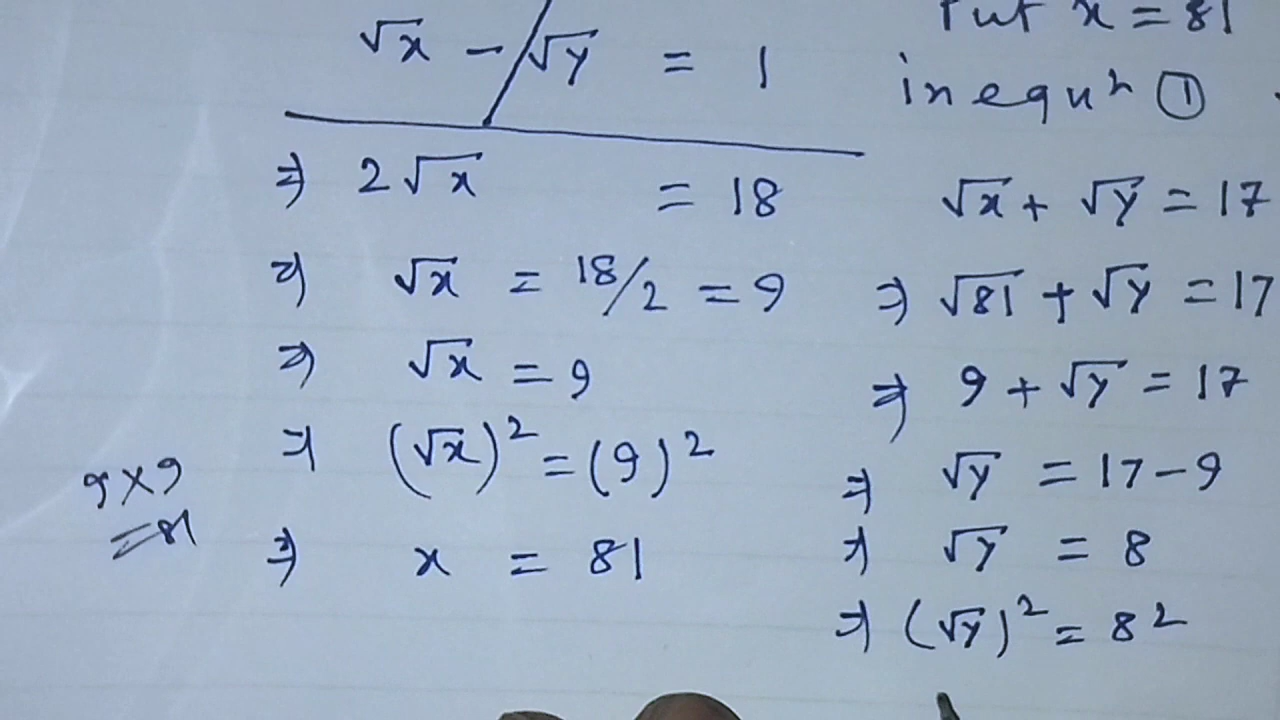 √x - √y = 1
⇒ 2√x = 18
⇒ √x = 18/2 = 9
⇒ √x = 9
⇒ (√x)² = (9)²
9×9
=81
⇒ x = 81
Put x = 81
in equⁿ ①
√x + √y = 17
⇒ √81 + √y = 17
⇒ 9 + √y = 17
⇒ √y = 17 - 9
⇒ √y = 8
⇒ (√y)² = 8²